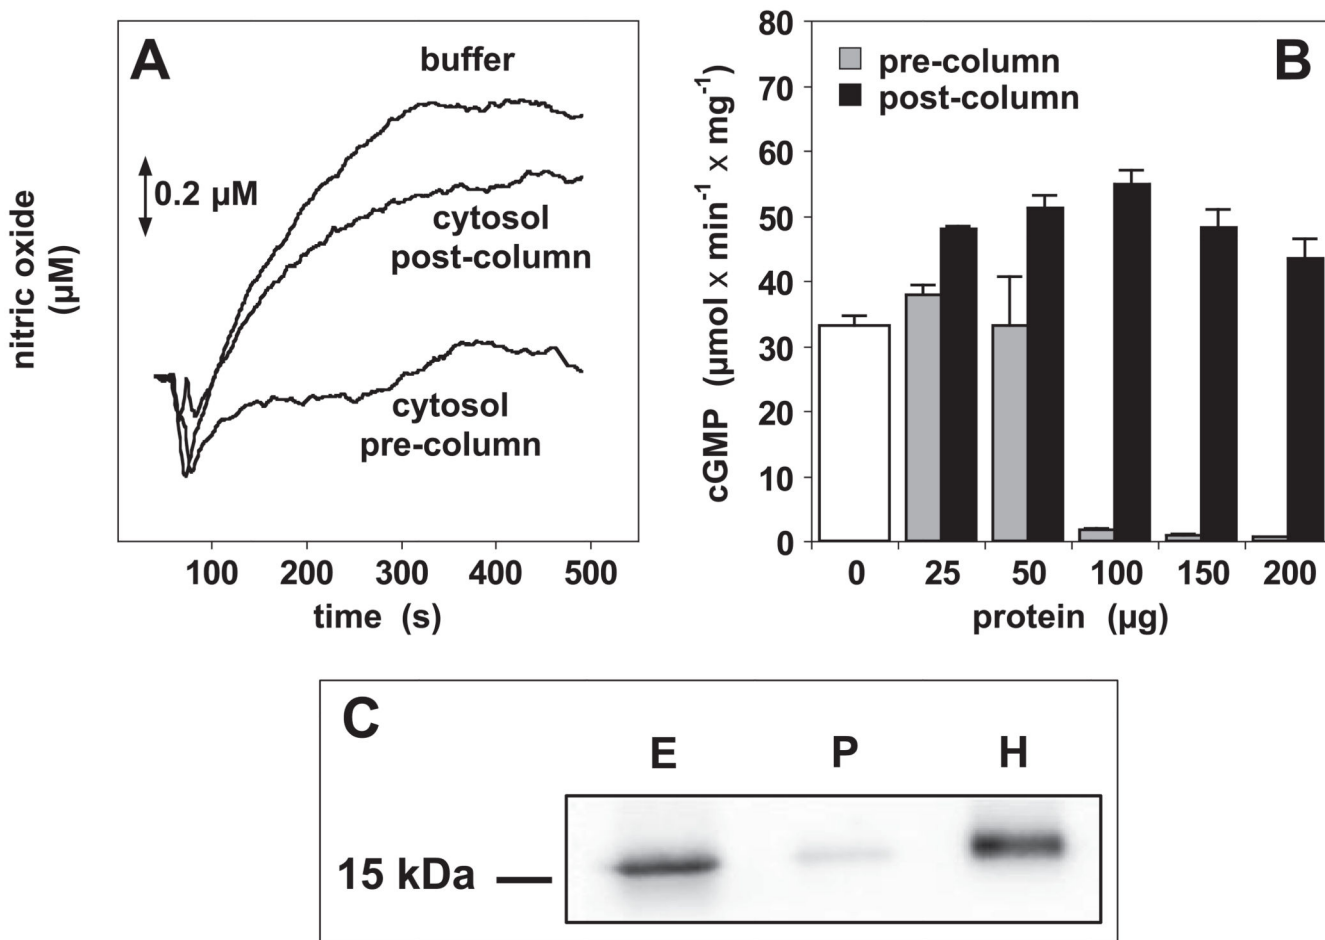 A
buffer
0.2 µM
cytosol
post-column
cytosol
pre-column
nitric oxide
(µM)
100 200 300 400 500
time (s)
B
pre-column
post-column
80
70
60
50
40
30
20
10
0
cGMP (µmol x min⁻¹ x mg⁻¹)
0 25 50 100 150 200
protein (µg)
C
E P H
15 kDa